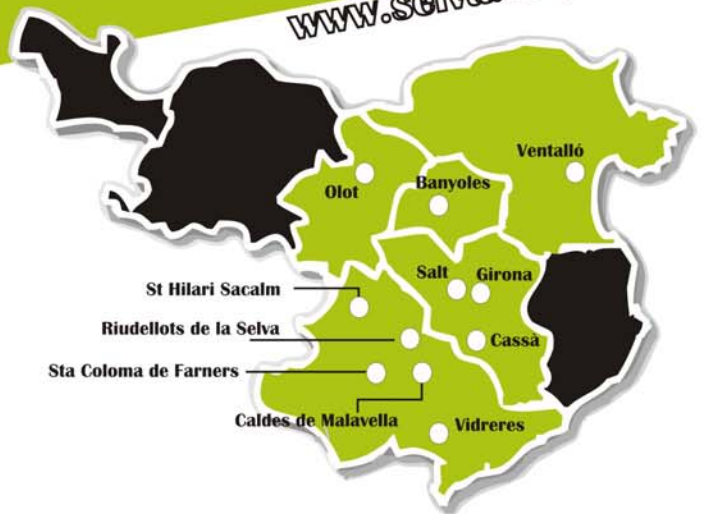 Ventalló
Olot
Banyoles
Salt
Girona
St Hilari Sacalm
Riudellots de la Selva
Cassà
Sta Coloma de Farners
Caldes de Malavella
Vidreres